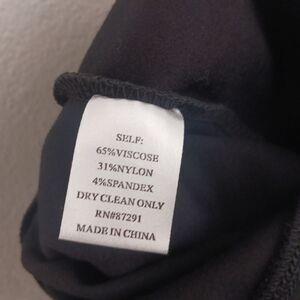 SELF:
65%VISCOSE
31%NYLON
4%SPANDEX
DRY CLEAN ONLY
RN#87291
MADE IN CHINA